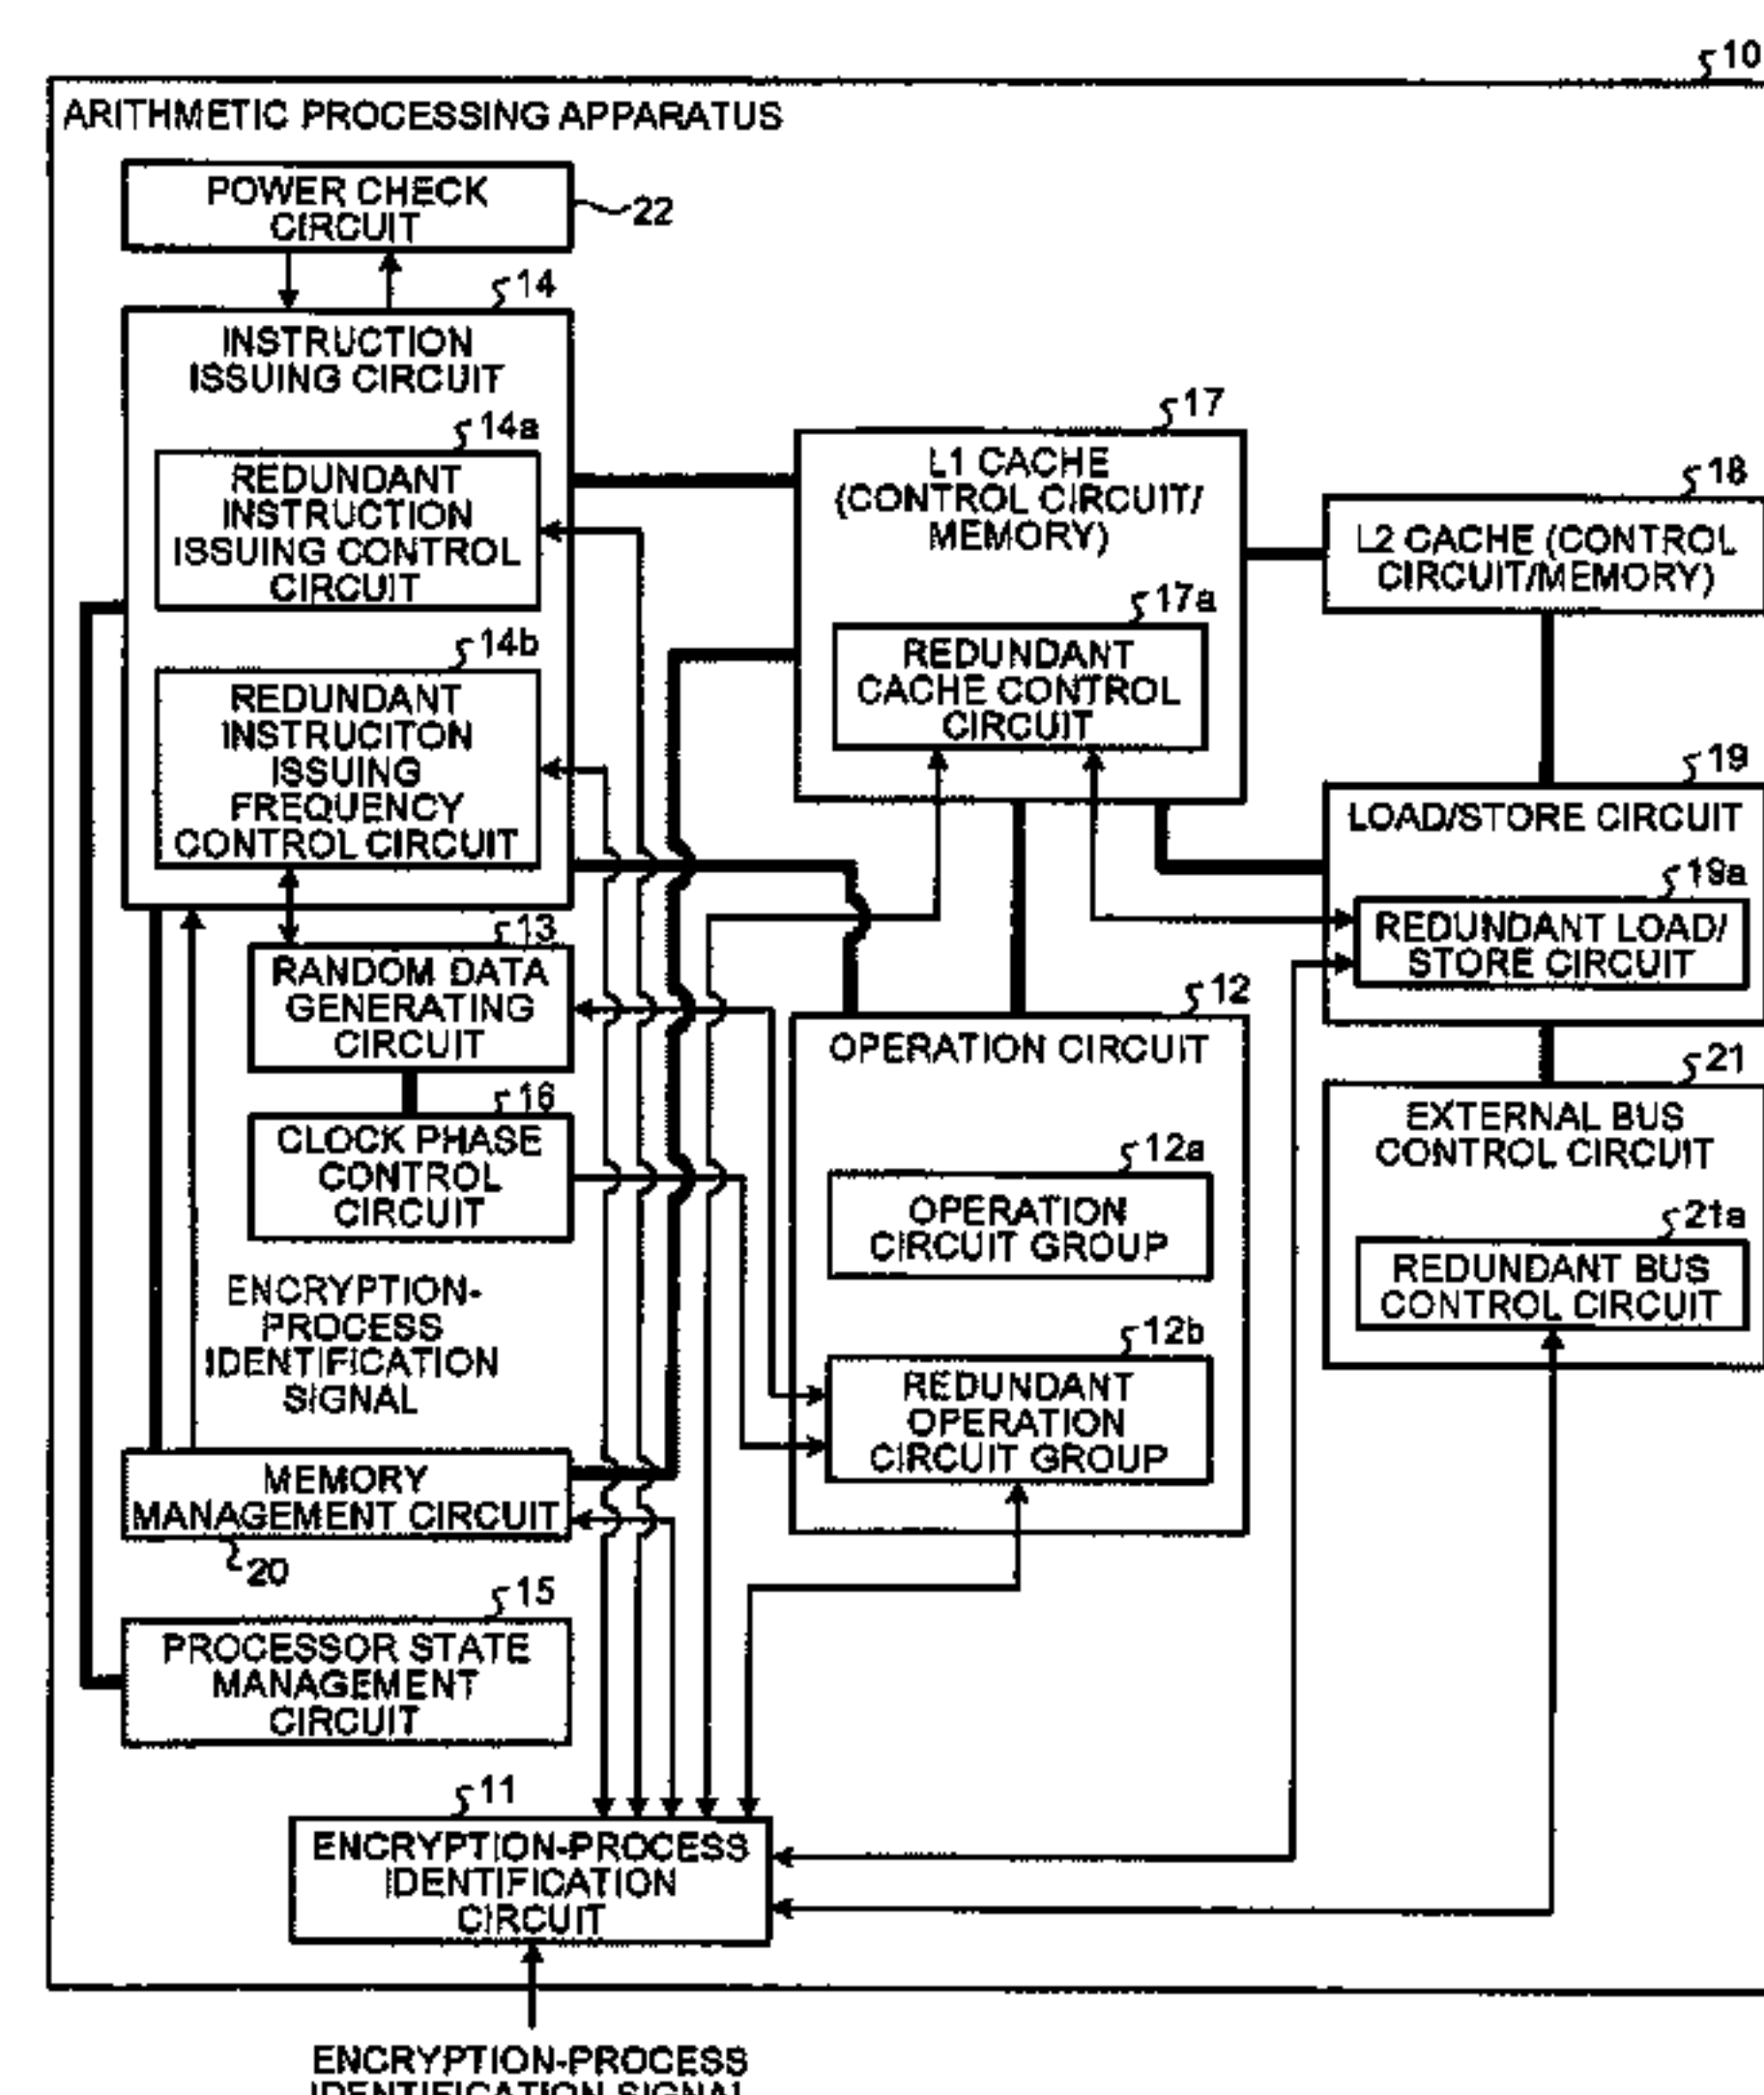 10
ARITHMETIC PROCESSING APPARATUS
POWER CHECK
CIRCUIT
22
14
INSTRUCTION
ISSUING CIRCUIT
14a
REDUNDANT
INSTRUCTION
ISSUING CONTROL
CIRCUIT
14b
REDUNDANT
INSTRUCITON
ISSUING
FREQUENCY
CONTROL CIRCUIT
13
RANDOM DATA
GENERATING
CIRCUIT
16
CLOCK PHASE
CONTROL
CIRCUIT
ENCRYPTION-
PROCESS
IDENTIFICATION
SIGNAL
MEMORY
MANAGEMENT CIRCUIT
20
15
PROCESSOR STATE
MANAGEMENT
CIRCUIT
11
ENCRYPTION-PROCESS
IDENTIFICATION
CIRCUIT
ENCRYPTION-PROCESS
IDENTIFICATION SIGNAL
17
L1 CACHE
(CONTROL CIRCUIT/
MEMORY)
17a
REDUNDANT
CACHE CONTROL
CIRCUIT
12
OPERATION CIRCUIT
12a
OPERATION
CIRCUIT GROUP
12b
REDUNDANT
OPERATION
CIRCUIT GROUP
18
L2 CACHE (CONTROL
CIRCUIT/MEMORY)
19
LOAD/STORE CIRCUIT
19a
REDUNDANT LOAD/
STORE CIRCUIT
21
EXTERNAL BUS
CONTROL CIRCUIT
21a
REDUNDANT BUS
CONTROL CIRCUIT